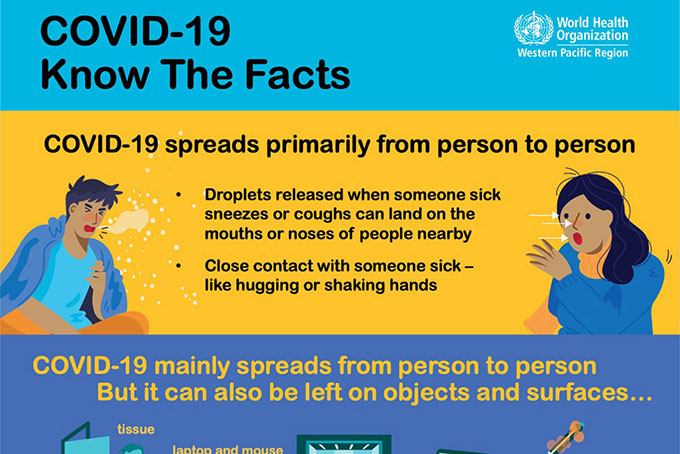 COVID-19
Know The Facts
World Health
Organization
Western Pacific Region
COVID-19 spreads primarily from person to person
• Droplets released when someone sick
sneezes or coughs can land on the
mouths or noses of people nearby
• Close contact with someone sick –
like hugging or shaking hands
COVID-19 mainly spreads from person to person
But it can also be left on objects and surfaces...
tissue
laptop and mouse